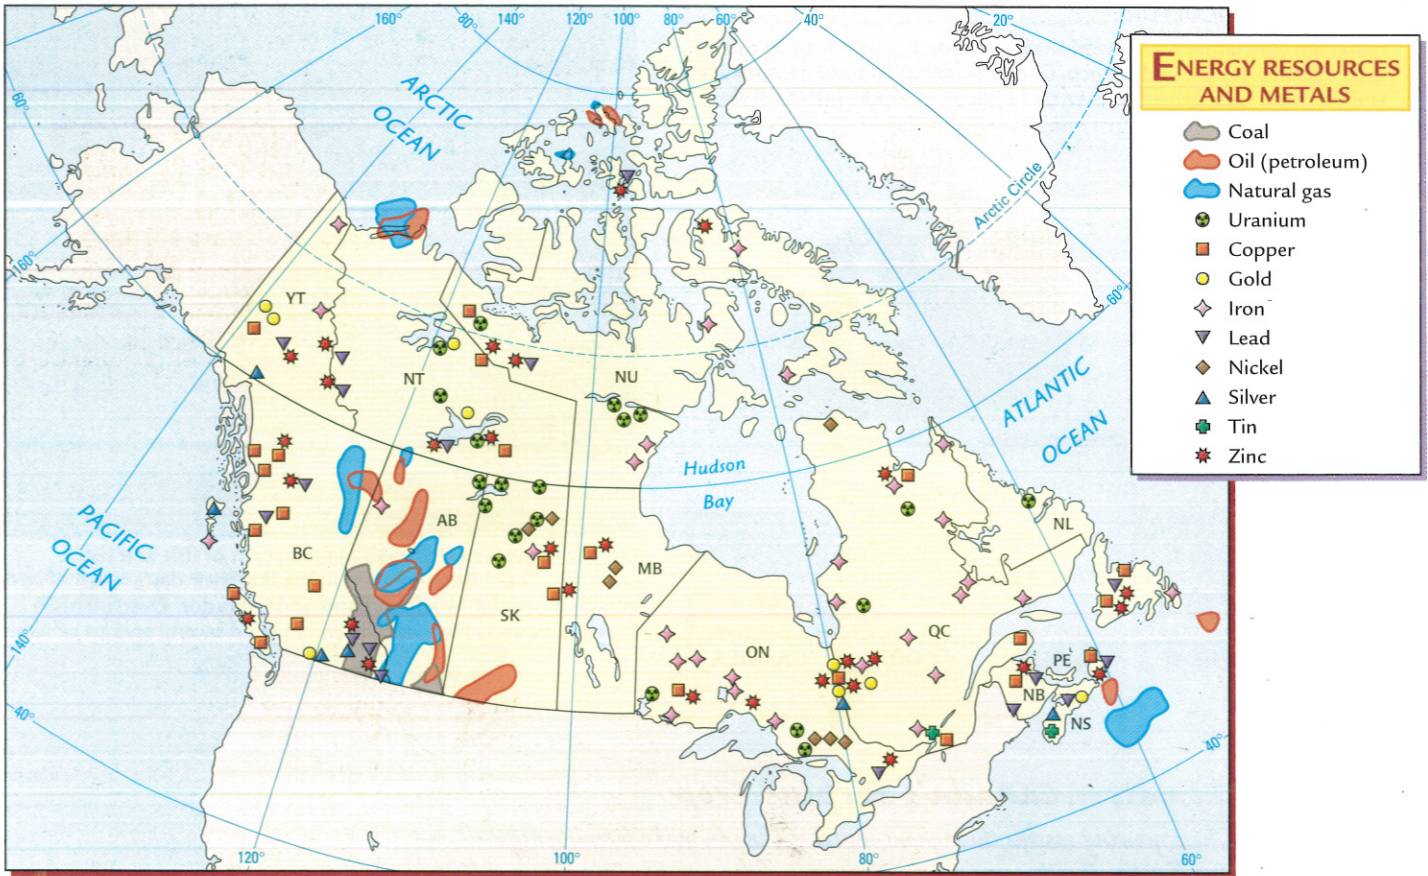 160°
80°
140°
120°
100°
80°
60°
40°
20°
ENERGY RESOURCES
AND METALS
Coal
Oil (petroleum)
Natural gas
Uranium
Copper
Gold
Iron
Lead
Nickel
Silver
Tin
Zinc
ARCTIC
OCEAN
Arctic Circle
60°
160°
60°
YT
NT
NU
ATLANTIC
OCEAN
Hudson
Bay
PACIFIC
OCEAN
BC
AB
SK
MB
ON
QC
NL
PE
NB
NS
140°
40°
40°
120°
100°
80°
60°